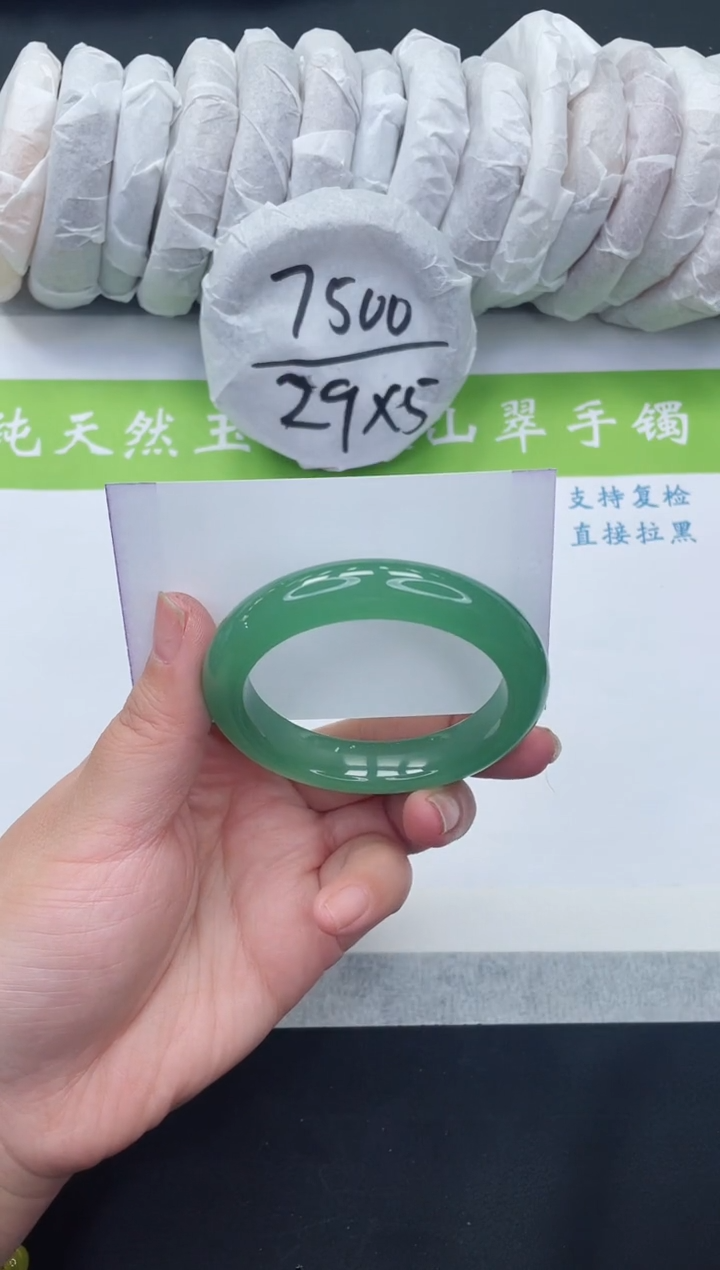 7500
29x5
纯天然玉 山翠手镯
支持复检
直接拉黑